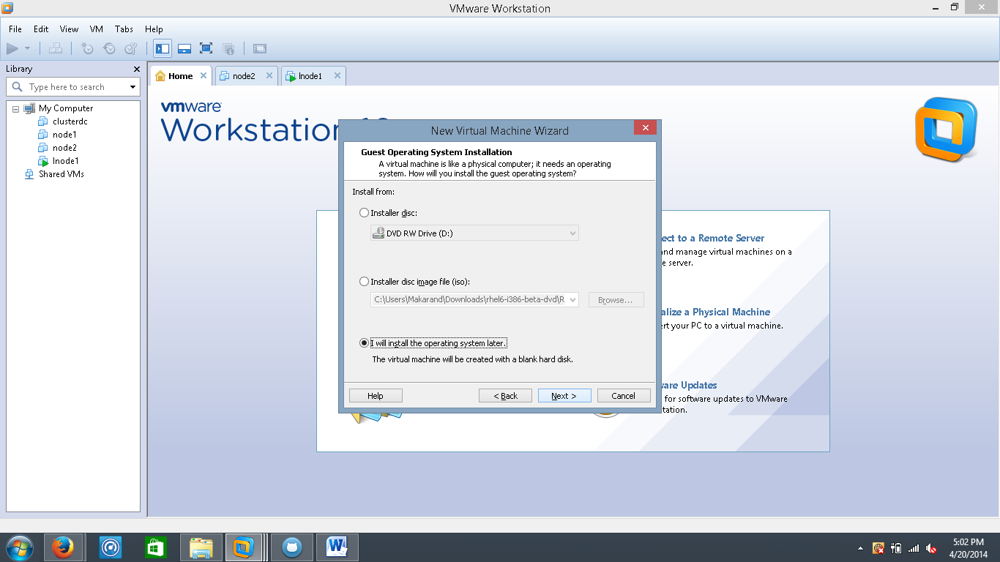 VMware Workstation
File Edit View VM Tabs Help
Library
Type here to search
My Computer
clusterdc
node1
node2
lnode1
Shared VMs
Home
node2
lnode1
vmware
Workstation
New Virtual Machine Wizard
Guest Operating System Installation
A virtual machine is like a physical computer; it needs an operating
system. How will you install the guest operating system?
Install from:
Installer disc:
DVD RW Drive (D:)
Installer disc image file (iso):
C:\Users\Makarand\Downloads\rhel6-i386-beta-dvd\R
Browse...
I will install the operating system later.
The virtual machine will be created with a blank hard disk.
Help
< Back
Next >
Cancel
ect to a Remote Server
and manage virtual machines on a
e server.
alize a Physical Machine
ert your PC to a virtual machine.
ware Updates
for software updates to VMware
tation.
W
5:02 PM
4/20/2014